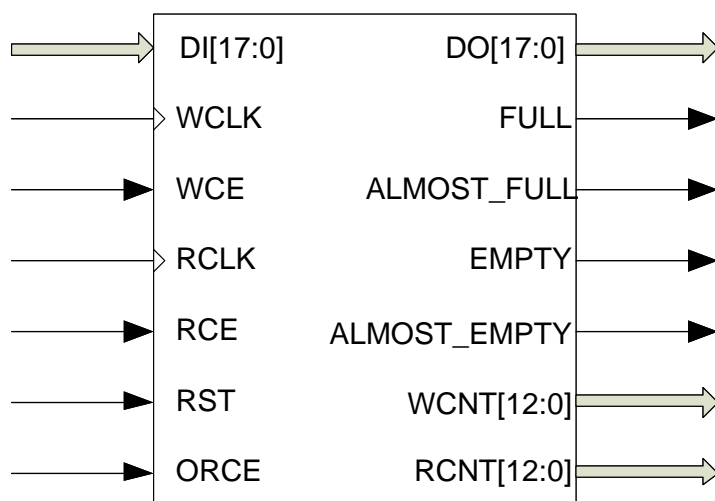 DI[17:0] DO[17:0]
WCLK FULL
WCE ALMOST_FULL
RCLK EMPTY
RCE ALMOST_EMPTY
RST WCNT[12:0]
ORCE RCNT[12:0]